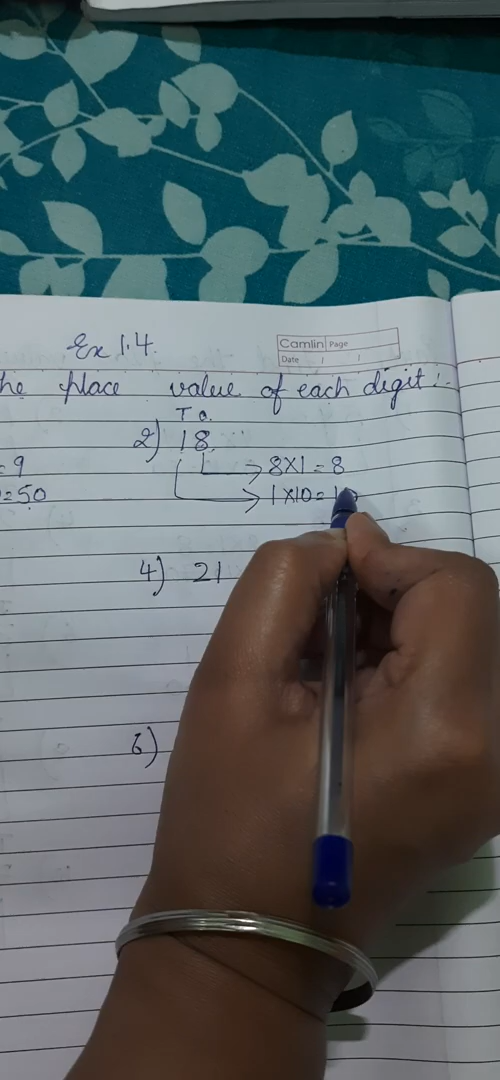 Ex 1.4.
Camlin Page
Date / /
he place value of each digit :-
T O.
2) 18
= 9 8×1 = 8
=50 1×10=10
4) 21
6)